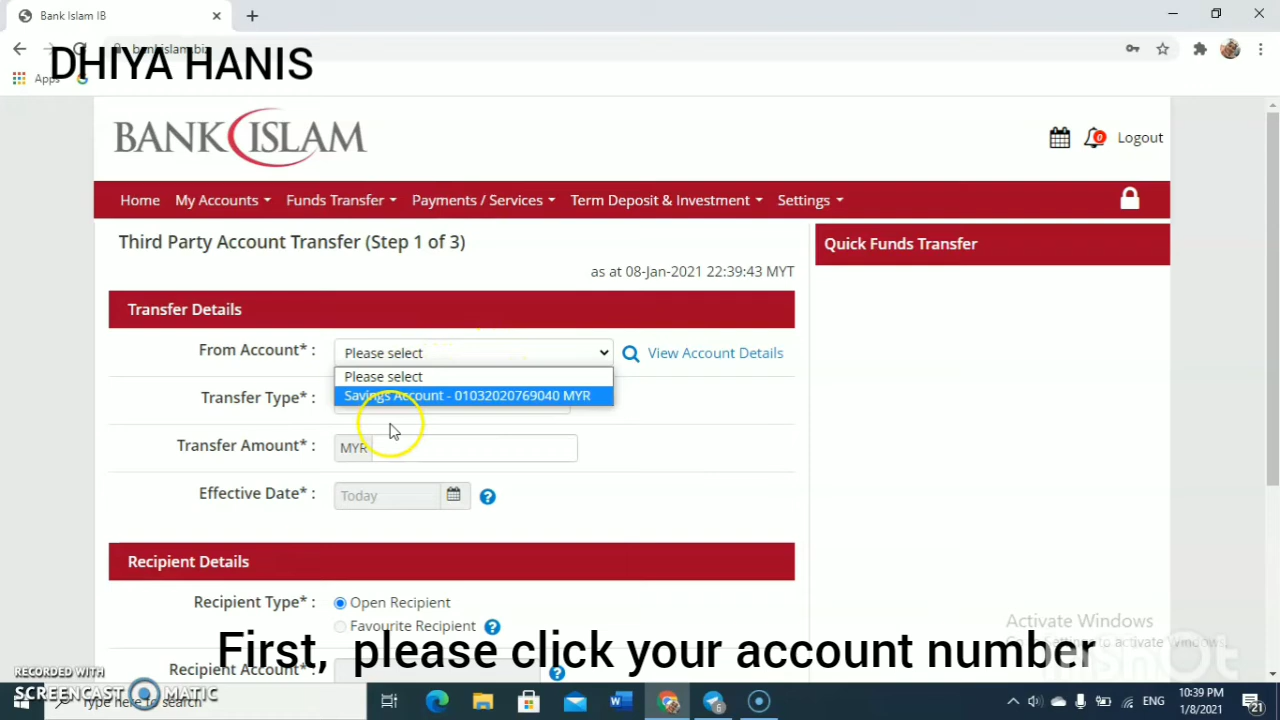 Bank Islam IB
DHIYA HANIS
Apps
BANK ISLAM
0 Logout
Home My Accounts Funds Transfer Payments / Services Term Deposit & Investment Settings
Third Party Account Transfer (Step 1 of 3)
as at 08-Jan-2021 22:39:43 MYT
Quick Funds Transfer
Transfer Details
From Account* : Please select View Account Details
Please select
Savings Account - 01032020769040 MYR
Transfer Type* :
Transfer Amount* : MYR
Effective Date* : Today ?
Recipient Details
Recipient Type* : Open Recipient
Favourite Recipient ?
Activate Windows
First, please click your account number
Recipient Account* ?
RECORDED WITH
SCREENCAST MATIC
Type here to search
6
ENG
10:39 PM
1/8/2021
21